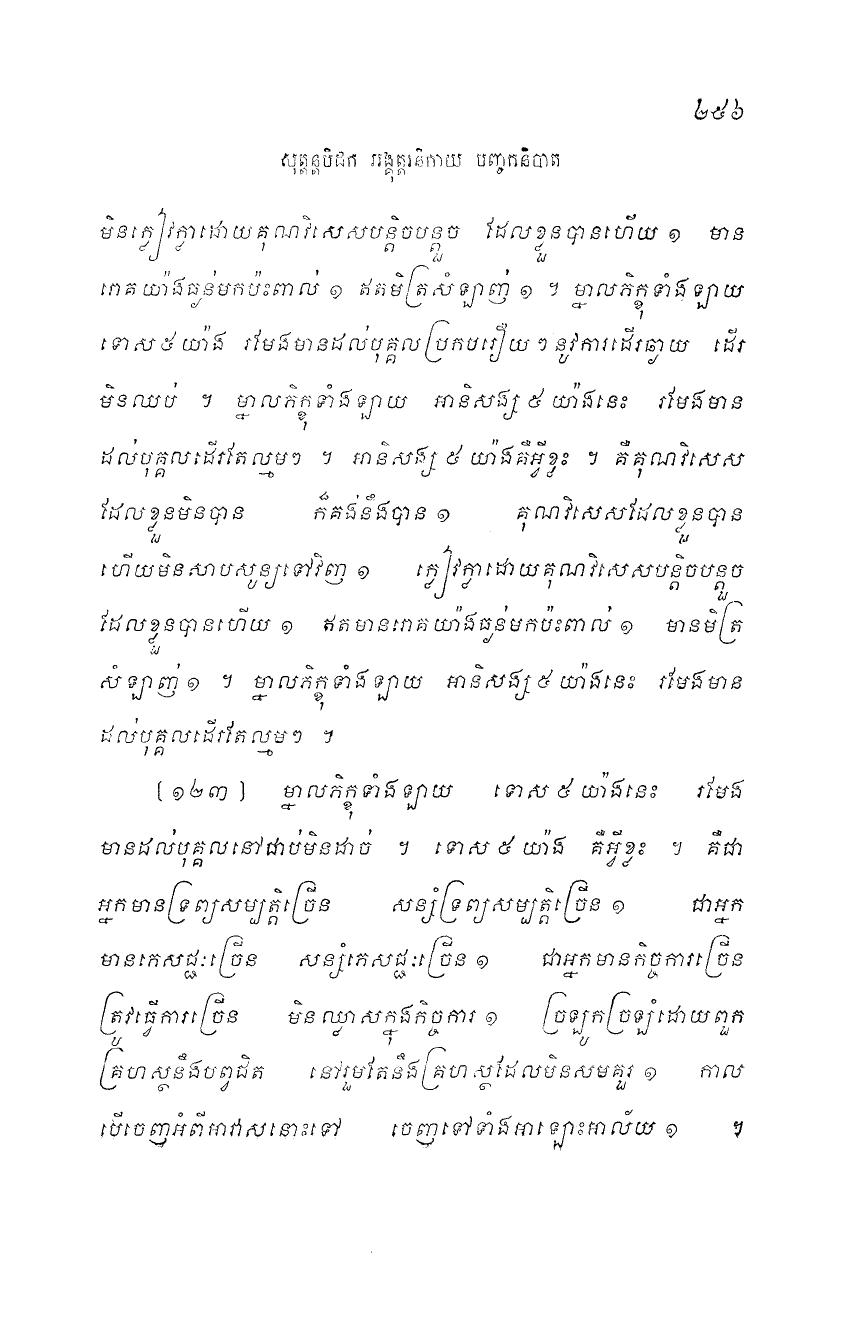 ២៥៦
សុត្តន្តបិដក អង្គុត្តរនិកាយ បញ្ចកនិបាត
មិនក្លៀវក្លាដោយគុណវិសេសបន្តិចបន្តួច ដែលខ្លួនបានហើយ ១ មាន
រោគយ៉ាងធ្ងន់មកប៉ះពាល់ ១ ឥតមិត្រសំឡាញ់ ១ ។ ម្នាលភិក្ខុទាំងឡាយ
ទោស ៥ យ៉ាង រមែងមានដល់បុគ្គលប្រកបរឿយៗ នូវការដើរឆ្ងាយ ដើរ
មិនឈប់ ។ ម្នាលភិក្ខុទាំងឡាយ អានិសង្ឃ ៥ យ៉ាងនេះ រមែងមាន
ដល់បុគ្គលដើរតែល្មមៗ ។ អានិសង្ឃ ៥ យ៉ាងគឺអ្វីខ្លះ ។ គឺគុណវិសេស
ដែលខ្លួនមិនបាន ក៏គង់នឹងបាន ១ គុណវិសេសដែលខ្លួនបាន
ហើយមិនសាបសូន្យទៅវិញ ១ ក្លៀវក្លាដោយគុណវិសេសបន្តិចបន្តួច
ដែលខ្លួនបានហើយ ១ ឥតមានរោគយ៉ាងធ្ងន់មកប៉ះពាល់ ១ មានមិត្រ
សំឡាញ់ ១ ។ ម្នាលភិក្ខុទាំងឡាយ អានិសង្ឃ ៥ យ៉ាងនេះ រមែងមាន
ដល់បុគ្គលដើរតែល្មមៗ ។
[១២៣] ម្នាលភិក្ខុទាំងឡាយ ទោស ៥ យ៉ាងនេះ រមែង
មានដល់បុគ្គលនៅជាប់មិនដាច់ ។ ទោស ៥ យ៉ាង គឺអ្វីខ្លះ ។ គឺជា
អ្នកមានទ្រព្យសម្បត្តិច្រើន សន្សំទ្រព្យសម្បត្តិច្រើន ១ ជាអ្នក
មានភេសជ្ជៈច្រើន សន្សំភេសជ្ជៈច្រើន ១ ជាអ្នកមានកិច្ចការច្រើន
ត្រូវធ្វើការច្រើន មិនឈ្លាសក្នុងកិច្ចការ ១ ច្រឡូកច្រឡំដោយពួក
គ្រហស្ថនឹងបព្វជិត នៅរួមតែនឹងគ្រហស្ថដែលមិនសមគួរ ១ កាល
បើចេញអំពីអាវាសនោះទៅ ចេញទៅទាំងអាឡោះអាល័យ ១ ។